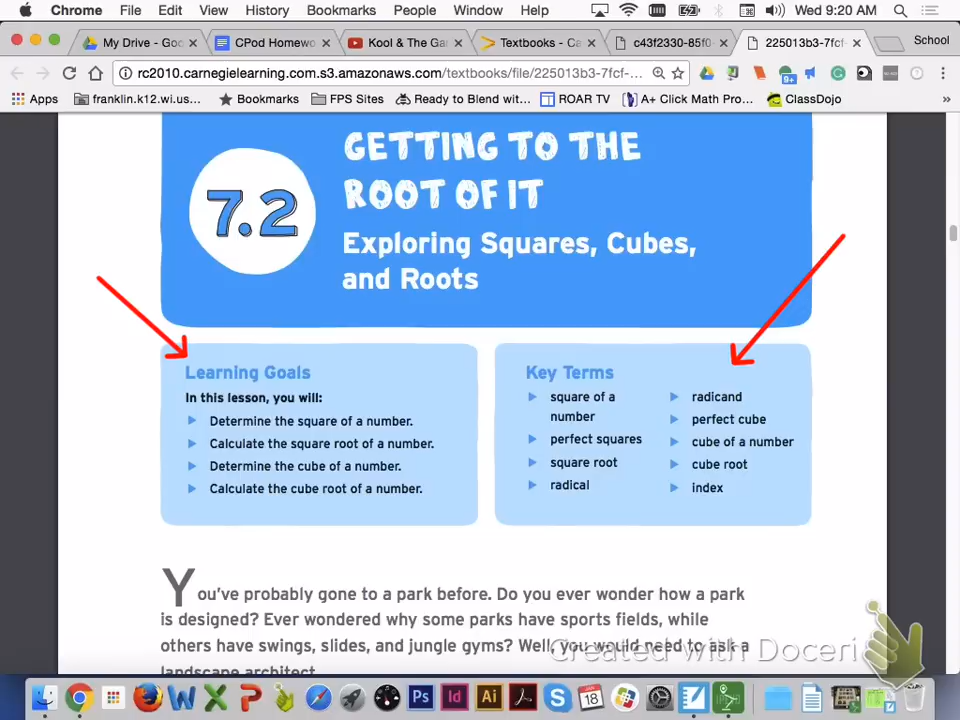 Chrome File Edit View History Bookmarks People Window Help Wed 9:20 AM
My Drive - Goo CPod Homewo Kool & The Ga Textbooks - Ca c43f2330-85f0- 225013b3-7fcf- School
rc2010.carnegielearning.com.s3.amazonaws.com/textbooks/file/225013b3-7fcf-...
Apps franklin.k12.wi.us... Bookmarks FPS Sites Ready to Blend wit... ROAR TV A+ Click Math Pro... ClassDojo »
7.2
GETTING TO THE
ROOT OF IT
Exploring Squares, Cubes,
and Roots
Learning Goals
In this lesson, you will:
Determine the square of a number.
Calculate the square root of a number.
Determine the cube of a number.
Calculate the cube root of a number.
Key Terms
square of a
number
perfect squares
square root
radical
radicand
perfect cube
cube of a number
cube root
index
You've probably gone to a park before. Do you ever wonder how a park
is designed? Ever wondered why some parks have sports fields, while
others have swings, slides, and jungle gyms? Well, you would need to ask a
landscape architect
Created with Doceri
Ps Id Ai 18